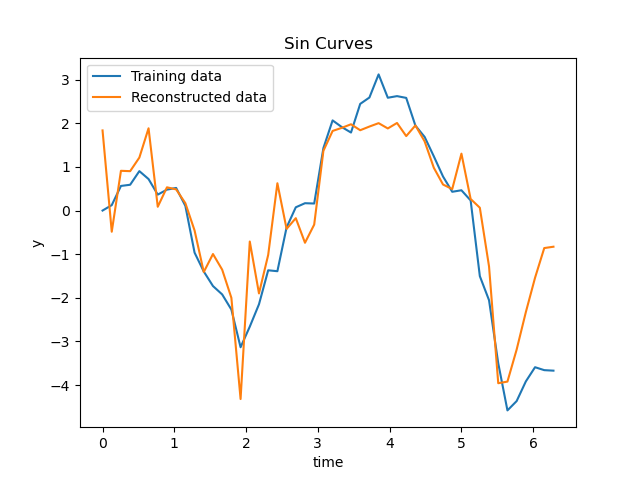 Sin Curves
Training data
Reconstructed data
3
2
1
0
−1
−2
−3
−4
y
0 1 2 3 4 5 6
time